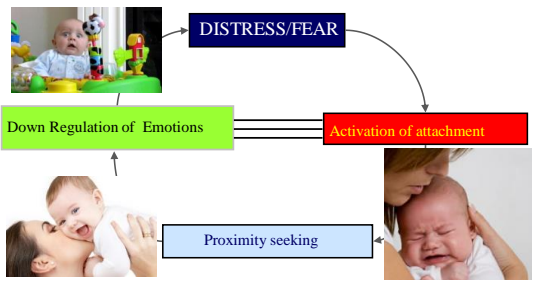 DISTRESS/FEAR
Down Regulation of Emotions
Activation of attachment
Proximity seeking